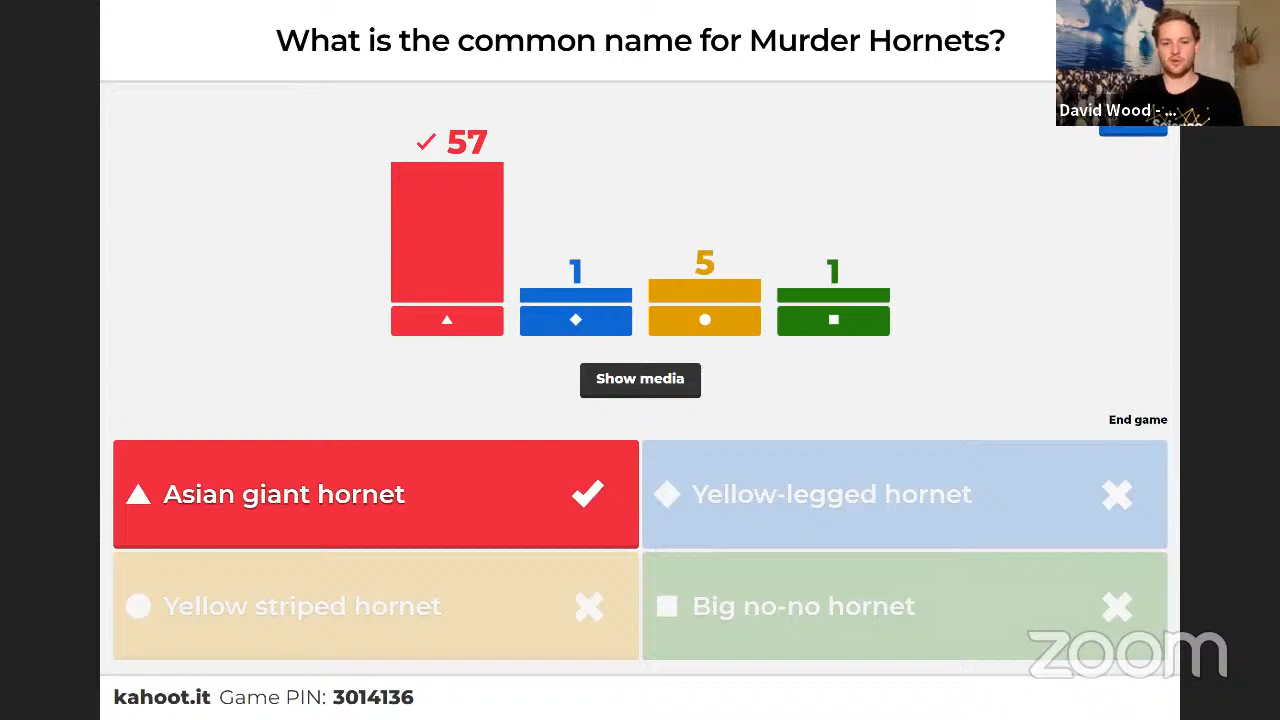 What is the common name for Murder Hornets?
David Wood - ...
Science
57
1
5
1
Show media
End game
Asian giant hornet
Yellow-legged hornet
Yellow striped hornet
Big no-no hornet
zoom
kahoot.it Game PIN: 3014136